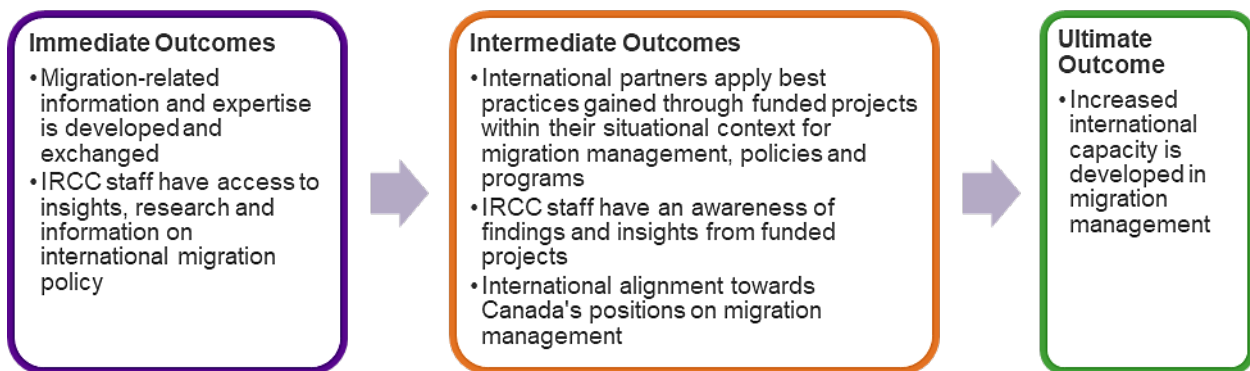 Immediate Outcomes
•Migration-related
information and expertise
is developed and
exchanged
•IRCC staff have access to
insights, research and
information on
international migration
policy
Intermediate Outcomes
•International partners apply best
practices gained through funded projects
within their situational context for
migration management, policies and
programs
•IRCC staff have an awareness of
findings and insights from funded
projects
•International alignment towards
Canada's positions on migration
management
Ultimate
Outcome
•Increased
international
capacity is
developed in
migration
management